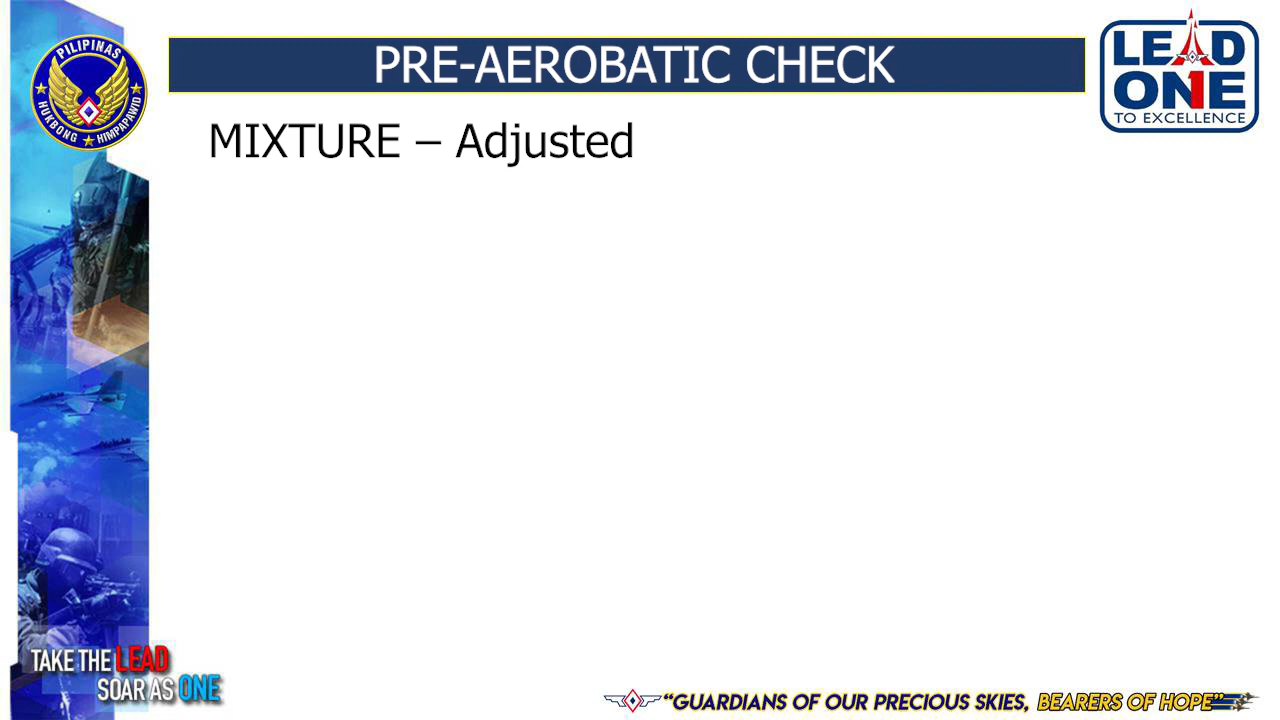 PILIPINAS
HUKBONG HIMPAPAWID
PRE-AEROBATIC CHECK
LEAD
ONE
TO EXCELLENCE
MIXTURE – Adjusted
TAKE THE LEAD
SOAR AS ONE
“GUARDIANS OF OUR PRECIOUS SKIES, BEARERS OF HOPE”